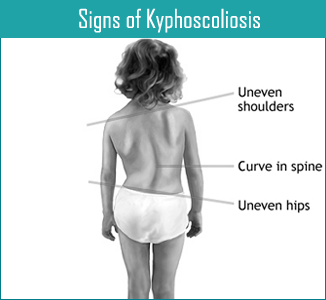 Signs of Kyphoscoliosis
Uneven
shoulders
Curve in spine
Uneven hips